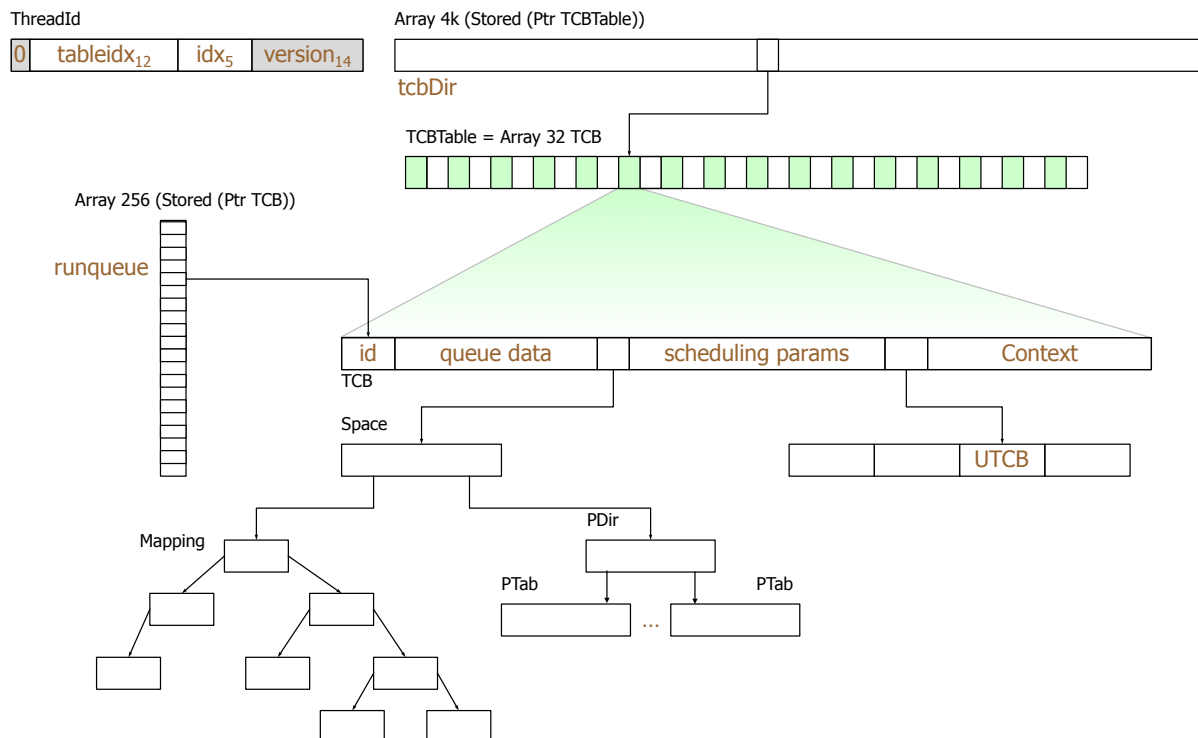 ThreadId
0 tableidx₁₂ idx₅ version₁₄
Array 4k (Stored (Ptr TCBTable))
tcbDir
TCBTable = Array 32 TCB
Array 256 (Stored (Ptr TCB))
runqueue
id queue data scheduling params Context
TCB
Space
UTCB
Mapping
PDir
PTab
PTab
...